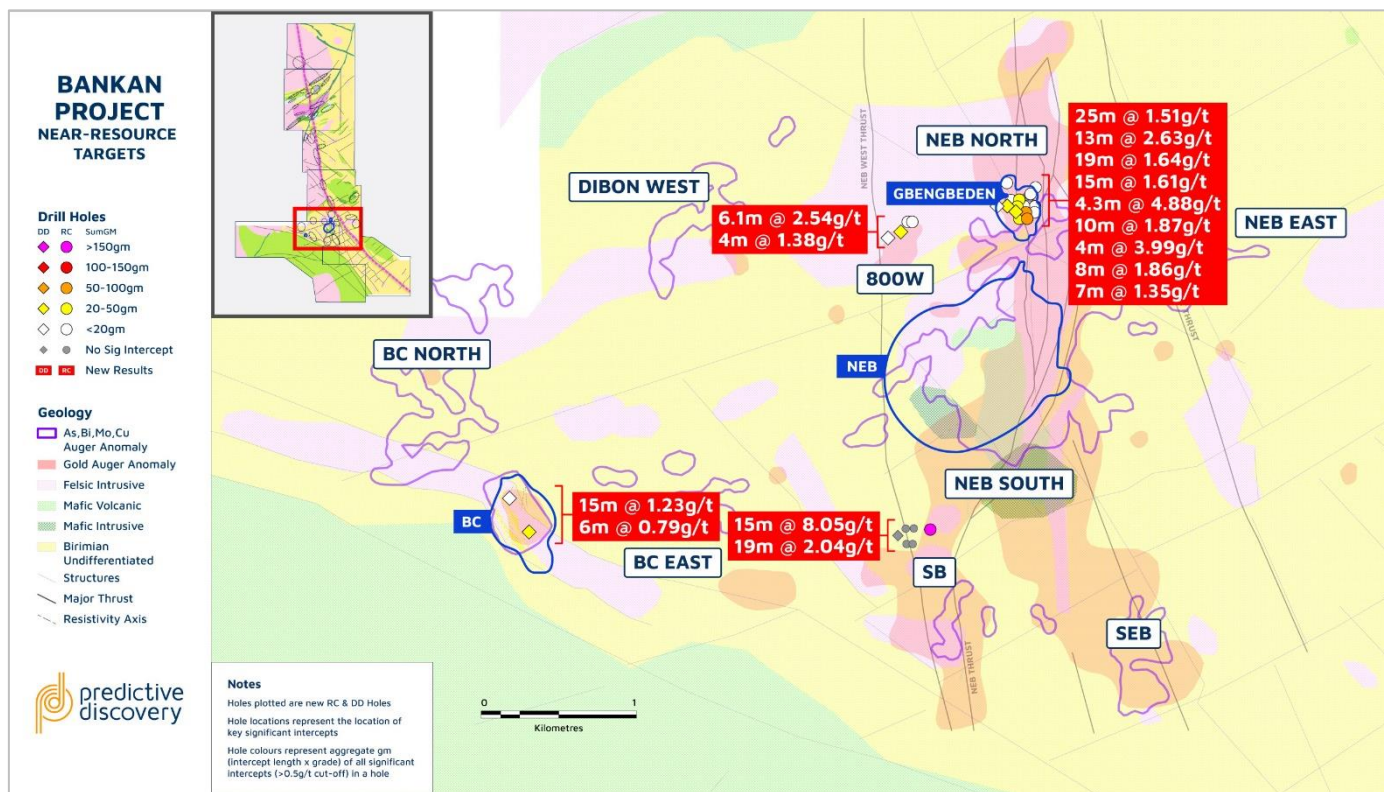 BANKAN
PROJECT
NEAR-RESOURCE
TARGETS
Drill Holes
DD RC SumGM
>150gm
100-150gm
50-100gm
20-50gm
<20gm
No Sig Intercept
DD RC New Results
Geology
As,Bi,Mo,Cu
Auger Anomaly
Gold Auger Anomaly
Felsic Intrusive
Mafic Volcanic
Mafic Intrusive
Birimian
Undifferentiated
Structures
Major Thrust
Resistivity Axis
predictive
discovery
Notes
Holes plotted are new RC & DD Holes
Hole locations represent the location of
key significant intercepts
Hole colours represent aggregate gm
(intercept length x grade) of all significant
intercepts (>0.5g/t cut-off) in a hole
0 1
Kilometres
NEB WEST THRUST
NEB NORTH
25m @ 1.51g/t
13m @ 2.63g/t
19m @ 1.64g/t
15m @ 1.61g/t
4.3m @ 4.88g/t
10m @ 1.87g/t
4m @ 3.99g/t
8m @ 1.86g/t
7m @ 1.35g/t
DIBON WEST
GBENGBEDEN
6.1m @ 2.54g/t
4m @ 1.38g/t
NEB EAST
800W
THRUST
BC NORTH
NEB
NEB SOUTH
BC
15m @ 1.23g/t
6m @ 0.79g/t
15m @ 8.05g/t
19m @ 2.04g/t
BC EAST
SB
SEB
NEB THRUST